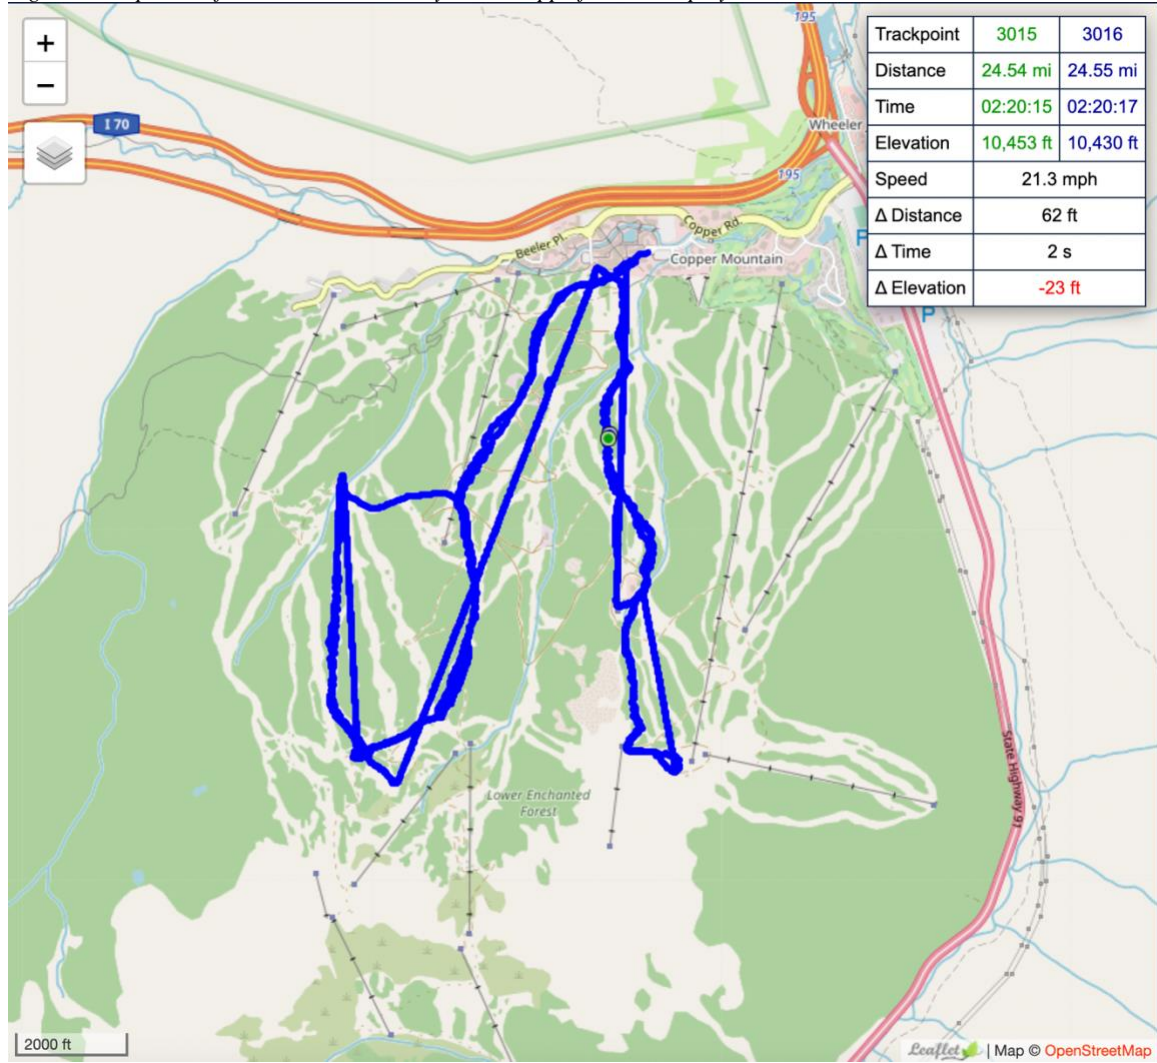 195
+
−
I 70
Wheeler
195
Copper Rd
Beeler Pl
Copper Mountain
P
P
Trackpoint 3015 3016
Distance 24.54 mi 24.55 mi
Time 02:20:15 02:20:17
Elevation 10,453 ft 10,430 ft
Speed 21.3 mph
Δ Distance 62 ft
Δ Time 2 s
Δ Elevation -23 ft
Lower Enchanted
Forest
State Highway 91
2000 ft
Leaflet | Map © OpenStreetMap